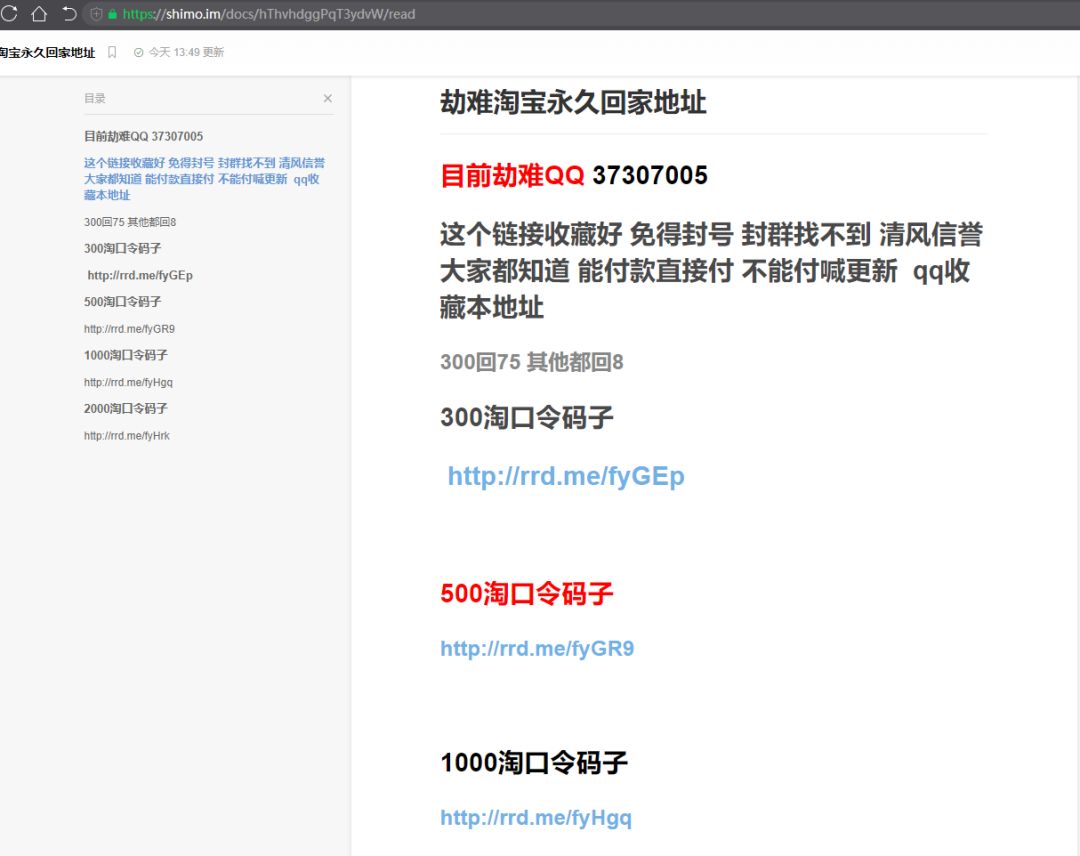 https://shimo.im/docs/hThvhdggPqT3ydvW/read
淘宝永久回家地址
今天 13:49 更新
目录
目前劫难QQ 37307005
这个链接收藏好 免得封号 封群找不到 清风信誉
大家都知道 能付款直接付 不能付喊更新  qq收
藏本地址
300回75 其他都回8
300淘口令码子
http://rrd.me/fyGEp
500淘口令码子
http://rrd.me/fyGR9
1000淘口令码子
http://rrd.me/fyHgq
2000淘口令码子
http://rrd.me/fyHrk
劫难淘宝永久回家地址
目前劫难QQ 37307005
这个链接收藏好 免得封号 封群找不到 清风信誉
大家都知道 能付款直接付 不能付喊更新  qq收
藏本地址
300回75 其他都回8
300淘口令码子
http://rrd.me/fyGEp
500淘口令码子
http://rrd.me/fyGR9
1000淘口令码子
http://rrd.me/fyHgq